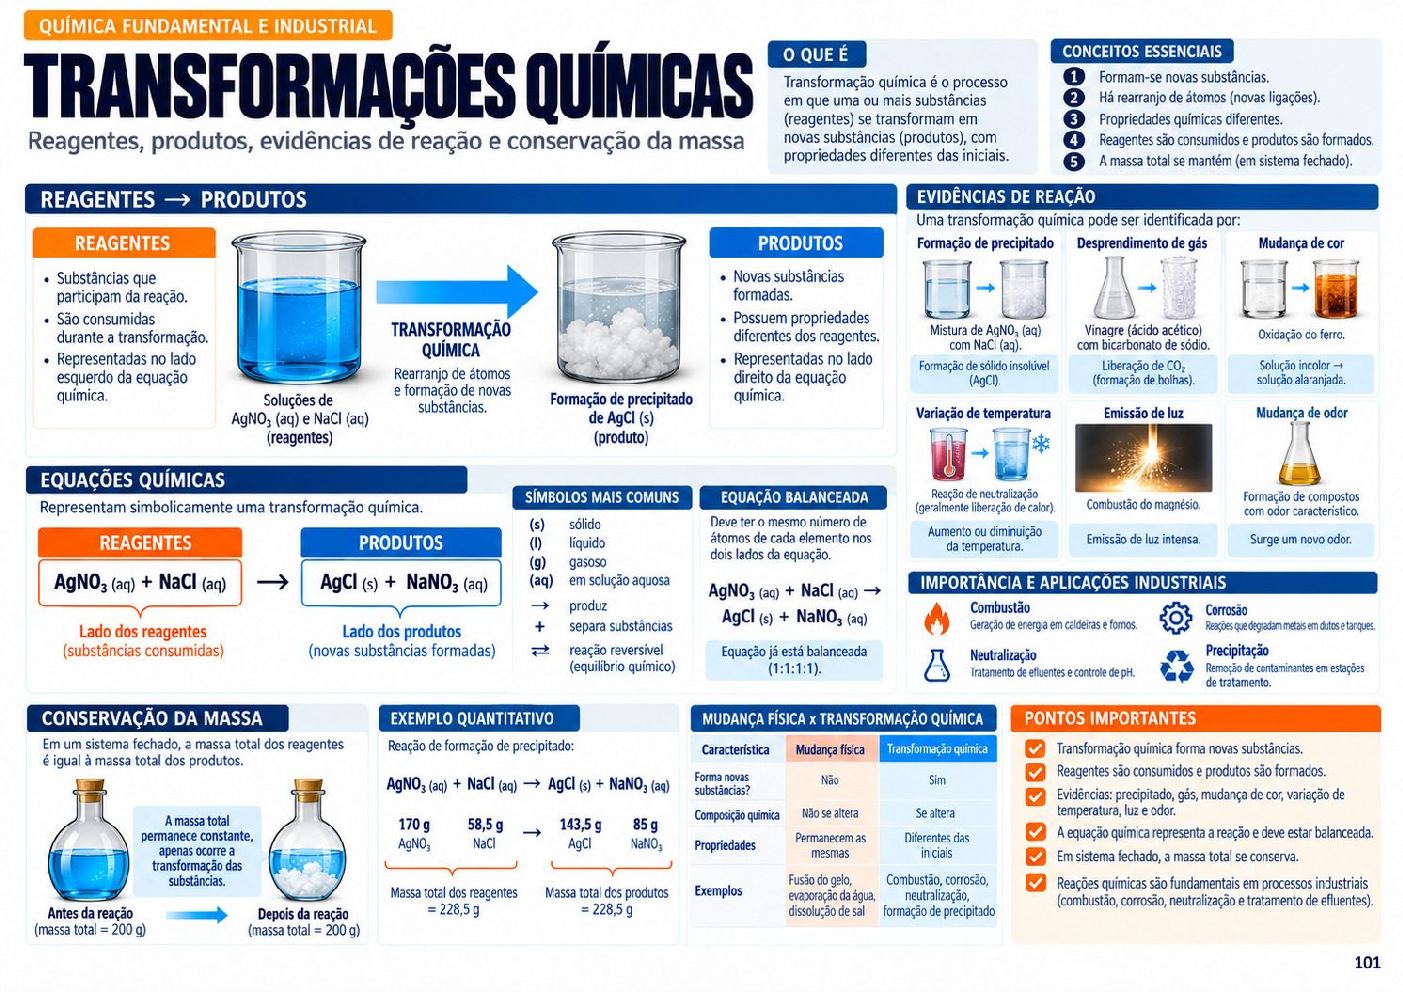 QUÍMICA FUNDAMENTAL E INDUSTRIAL
TRANSFORMAÇÕES QUÍMICAS
Reagentes, produtos, evidências de reação e conservação da massa
O QUE É
Transformação química é o processo
em que uma ou mais substâncias
(reagentes) se transformam em
novas substâncias (produtos), com
propriedades diferentes das iniciais.
CONCEITOS ESSENCIAIS
1 Formam-se novas substâncias.
2 Há rearranjo de átomos (novas ligações).
3 Propriedades químicas diferentes.
4 Reagentes são consumidos e produtos são formados.
5 A massa total se mantém (em sistema fechado).
REAGENTES → PRODUTOS
REAGENTES
• Substâncias que
participam da reação.
• São consumidas
durante a transformação.
• Representadas no lado
esquerdo da equação
química.
Soluções de
AgNO₃ (aq) e NaCl (aq)
(reagentes)
TRANSFORMAÇÃO
QUÍMICA
Rearranjo de átomos
e formação de novas
substâncias.
Formação de precipitado
de AgCl (s)
(produto)
PRODUTOS
• Novas substâncias
formadas.
• Possuem propriedades
diferentes dos reagentes.
• Representadas no lado
direito da equação
química.
EVIDÊNCIAS DE REAÇÃO
Uma transformação química pode ser identificada por:
Formação de precipitado
Mistura de AgNO₃ (aq)
com NaCl (aq).
Formação de sólido insolúvel
(AgCl).
Desprendimento de gás
Vinagre (ácido acético)
com bicarbonato de sódio.
Liberação de CO₂
(formação de bolhas).
Mudança de cor
Oxidação do ferro.
Solução incolor →
solução alaranjada.
Variação de temperatura
Reação de neutralização
(geralmente liberação de calor).
Aumento ou diminuição
da temperatura.
Emissão de luz
Combustão do magnésio.
Emissão de luz intensa.
Mudança de odor
Formação de compostos
com odor característico.
Surge um novo odor.
EQUAÇÕES QUÍMICAS
Representam simbolicamente uma transformação química.
REAGENTES
AgNO₃ (aq) + NaCl (aq)
Lado dos reagentes
(substâncias consumidas)
→
PRODUTOS
AgCl (s) + NaNO₃ (aq)
Lado dos produtos
(novas substâncias formadas)
SÍMBOLOS MAIS COMUNS
(s) sólido
(l) líquido
(g) gasoso
(aq) em solução aquosa
→ produz
+ separa substâncias
⇄ reação reversível
(equilíbrio químico)
EQUAÇÃO BALANCEADA
Deve ter o mesmo número de
átomos de cada elemento nos
dois lados da equação.
AgNO₃ (aq) + NaCl (aq) →
AgCl (s) + NaNO₃ (aq)
Equação já está balanceada
(1:1:1:1).
IMPORTÂNCIA E APLICAÇÕES INDUSTRIAIS
Combustão
Geração de energia em caldeiras e fornos.
Corrosão
Reações que degradam metais em dutos e tanques.
Neutralização
Tratamento de efluentes e controle de pH.
Precipitação
Remoção de contaminantes em estações
de tratamento.
CONSERVAÇÃO DA MASSA
Em um sistema fechado, a massa total dos reagentes
é igual à massa total dos produtos.
A massa total
permanece constante,
apenas ocorre a
transformação das
substâncias.
Antes da reação
(massa total = 200 g)
Depois da reação
(massa total = 200 g)
EXEMPLO QUANTITATIVO
Reação de formação de precipitado:
AgNO₃ (aq) + NaCl (aq) → AgCl (s) + NaNO₃ (aq)
170 g 58,5 g → 143,5 g 85 g
AgNO₃ NaCl AgCl NaNO₃
Massa total dos reagentes
= 228,5 g
Massa total dos produtos
= 228,5 g
MUDANÇA FÍSICA x TRANSFORMAÇÂO QUÍMICA
Característica Mudança física Transformação química
Forma novas
substâncias? Não Sim
Composição química Não se altera Se altera
Propriedades Permanecem as
mesmas Diferentes das
iniciais
Exemplos Fusão do gelo,
evaporação da água,
dissolução de sal
Combustão, corrosão,
neutralização,
formação de precipitado
PONTOS IMPORTANTES
Transformação química forma novas substâncias.
Reagentes são consumidos e produtos são formados.
Evidências: precipitado, gás, mudança de cor, variação de
temperatura, luz e odor.
A equação química representa a reação e deve estar balanceada.
Em sistema fechado, a massa total se conserva.
Reações químicas são fundamentais em processos industriais
(combustão, corrosão, neutralização e tratamento de efluentes).
101